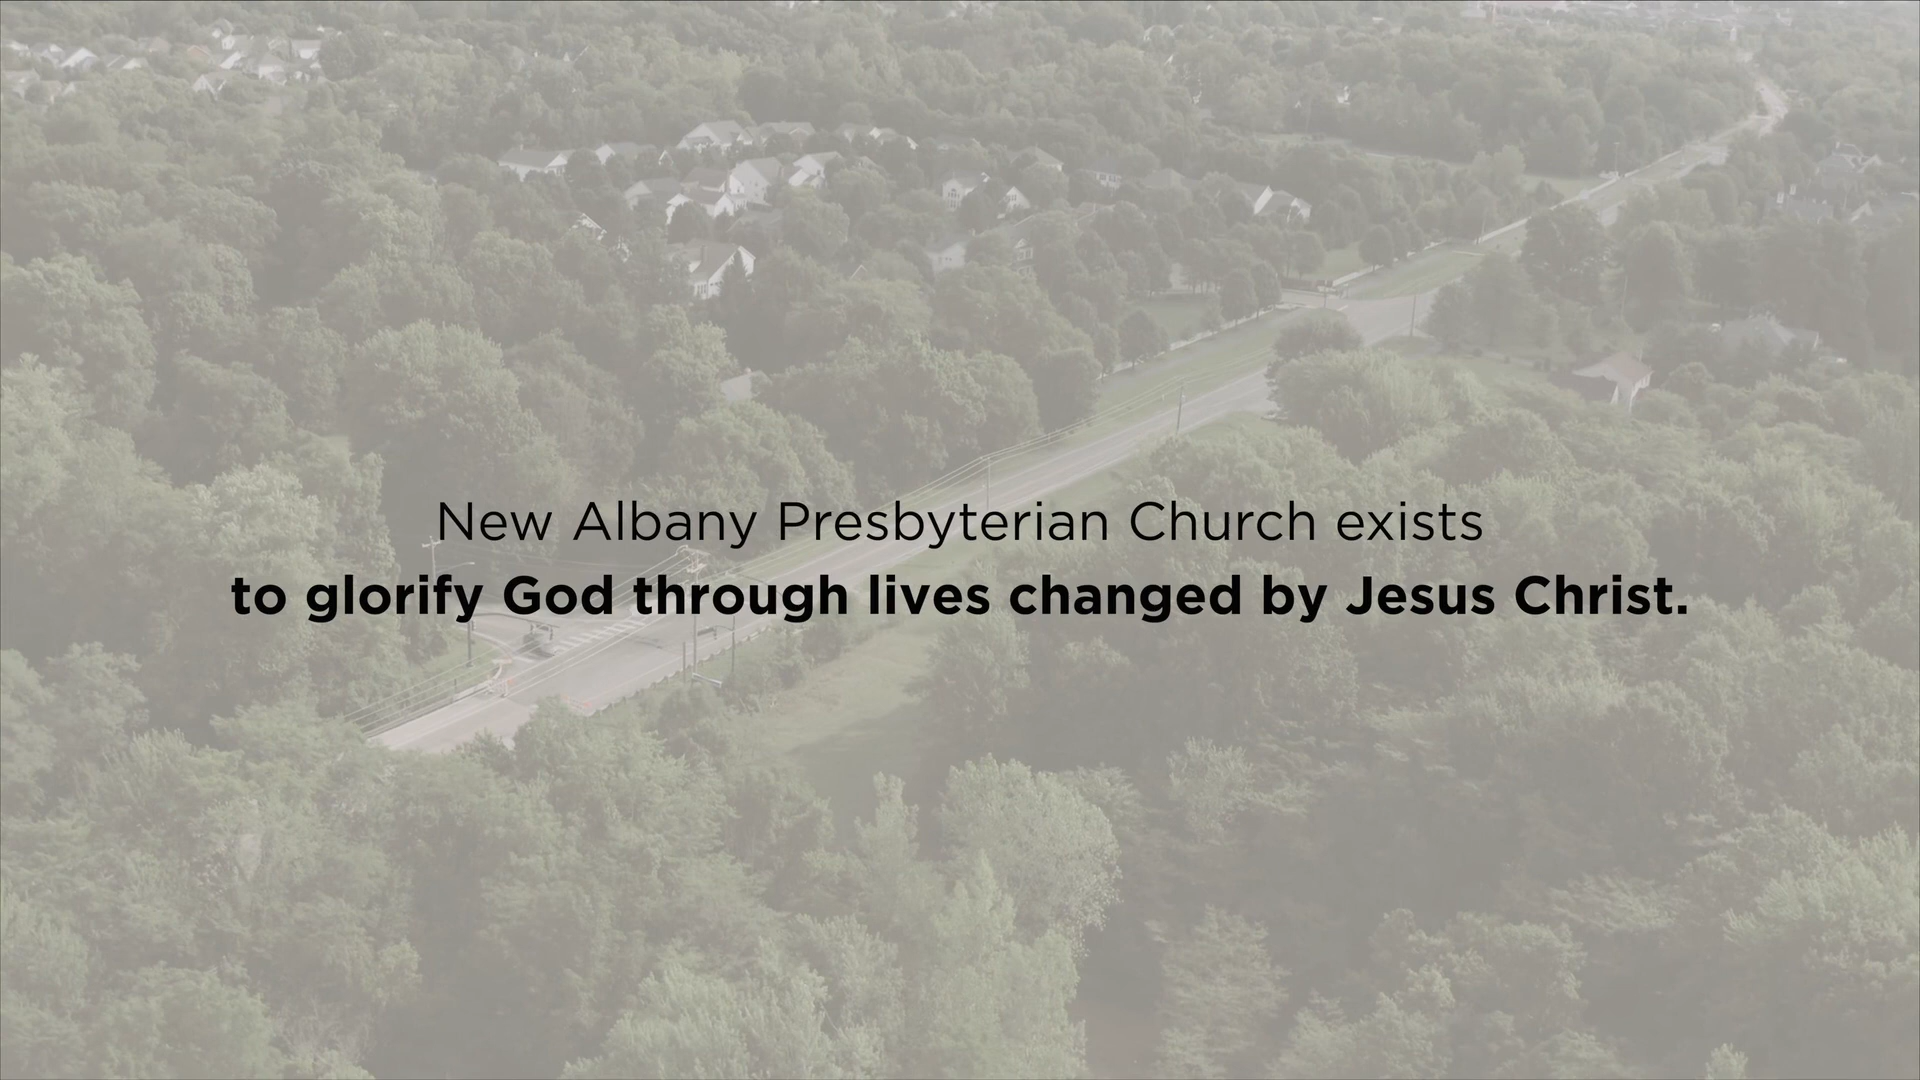 New Albany Presbyterian Church exists
to glorify God through lives changed by Jesus Christ.